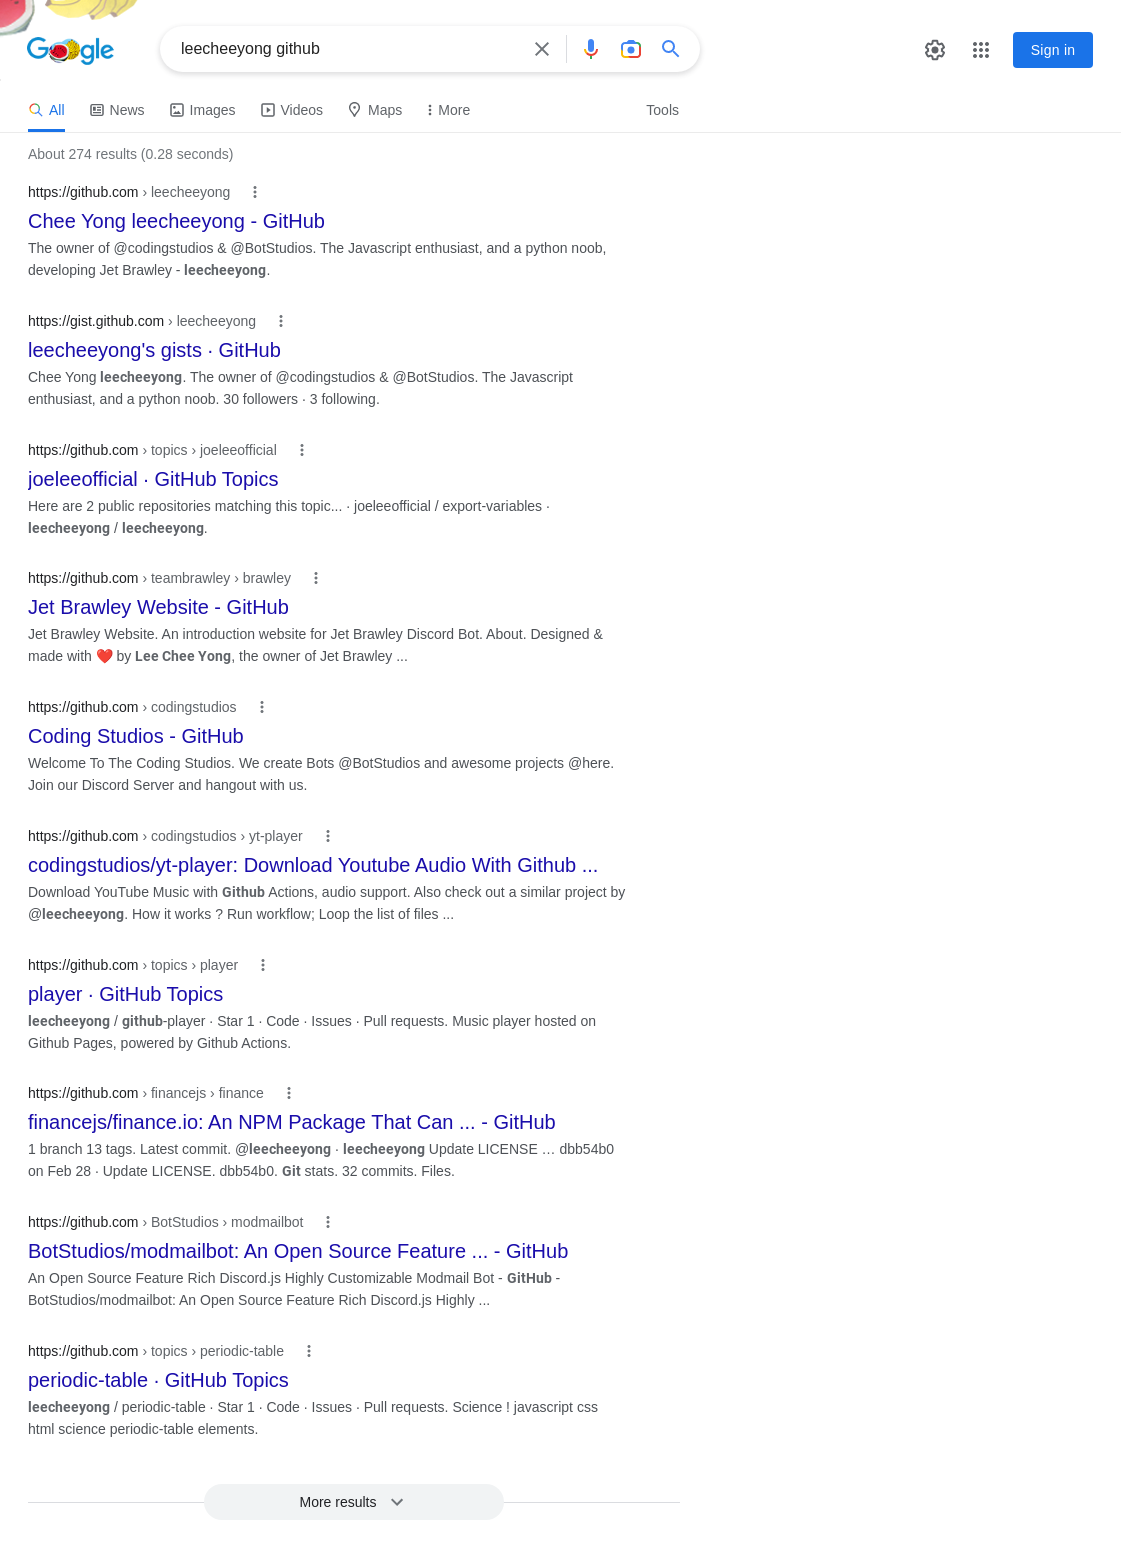 Google
leecheeyong github
Sign in
All
News
Images
Videos
Maps
More
Tools
About 274 results (0.28 seconds)
https://github.com › leecheeyong
Chee Yong leecheeyong - GitHub
The owner of @codingstudios & @BotStudios. The Javascript enthusiast, and a python noob,
developing Jet Brawley - leecheeyong.
https://gist.github.com › leecheeyong
leecheeyong's gists · GitHub
Chee Yong leecheeyong. The owner of @codingstudios & @BotStudios. The Javascript
enthusiast, and a python noob. 30 followers · 3 following.
https://github.com › topics › joeleeofficial
joeleeofficial · GitHub Topics
Here are 2 public repositories matching this topic... · joeleeofficial / export-variables ·
leecheeyong / leecheeyong.
https://github.com › teambrawley › brawley
Jet Brawley Website - GitHub
Jet Brawley Website. An introduction website for Jet Brawley Discord Bot. About. Designed &
made with ❤️ by Lee Chee Yong, the owner of Jet Brawley ...
https://github.com › codingstudios
Coding Studios - GitHub
Welcome To The Coding Studios. We create Bots @BotStudios and awesome projects @here.
Join our Discord Server and hangout with us.
https://github.com › codingstudios › yt-player
codingstudios/yt-player: Download Youtube Audio With Github ...
Download YouTube Music with Github Actions, audio support. Also check out a similar project by
@leecheeyong. How it works ? Run workflow; Loop the list of files ...
https://github.com › topics › player
player · GitHub Topics
leecheeyong / github-player · Star 1 · Code · Issues · Pull requests. Music player hosted on
Github Pages, powered by Github Actions.
https://github.com › financejs › finance
financejs/finance.io: An NPM Package That Can ... - GitHub
1 branch 13 tags. Latest commit. @leecheeyong · leecheeyong Update LICENSE … dbb54b0
on Feb 28 · Update LICENSE. dbb54b0. Git stats. 32 commits. Files.
https://github.com › BotStudios › modmailbot
BotStudios/modmailbot: An Open Source Feature ... - GitHub
An Open Source Feature Rich Discord.js Highly Customizable Modmail Bot - GitHub -
BotStudios/modmailbot: An Open Source Feature Rich Discord.js Highly ...
https://github.com › topics › periodic-table
periodic-table · GitHub Topics
leecheeyong / periodic-table · Star 1 · Code · Issues · Pull requests. Science ! javascript css
html science periodic-table elements.
More results